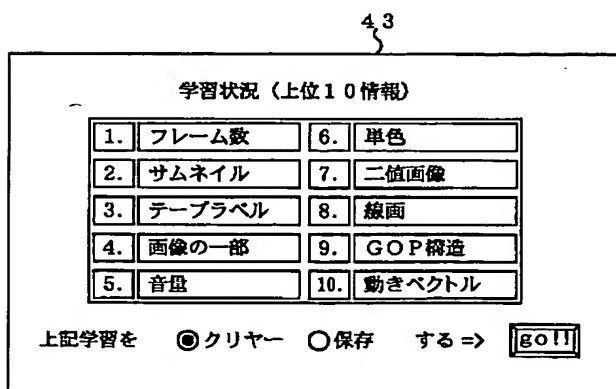 43
学習状況（上位１０情報）
1. フレーム数 6. 単色
2. サムネイル 7. 二値画像
3. テープラベル 8. 線画
4. 画像の一部 9. ＧＯＰ構造
5. 音量 10. 動きベクトル
上記学習を ◉クリヤー ○保存 する => go!!